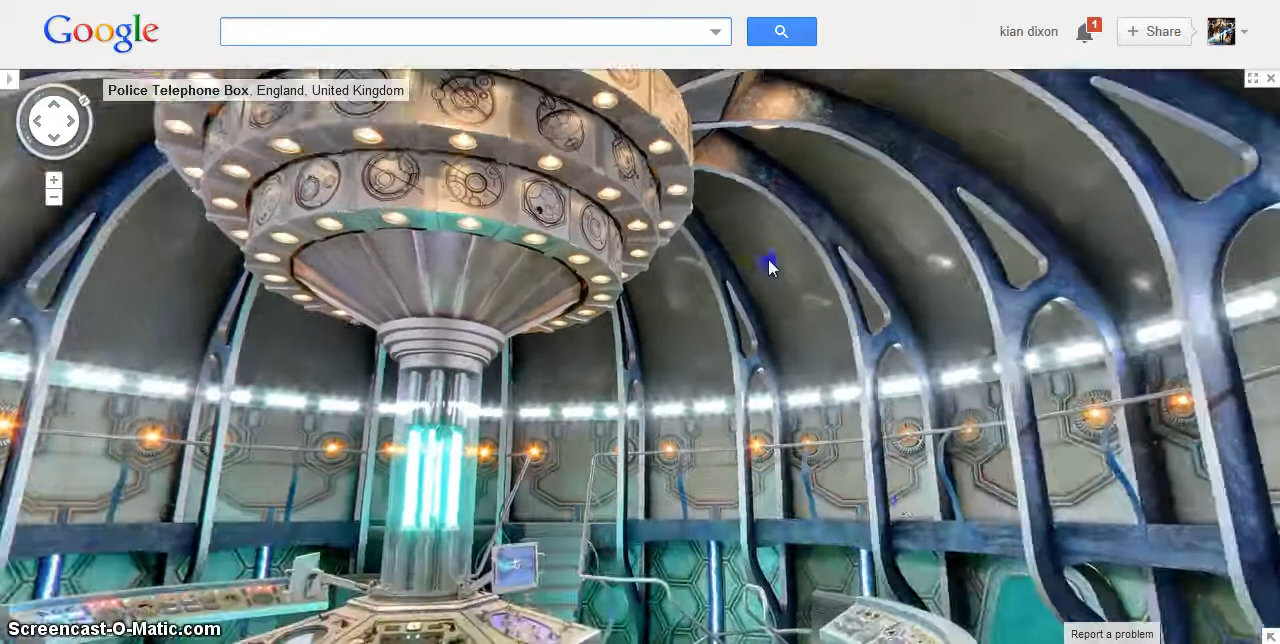 Google
kian dixon
1
+ Share
Police Telephone Box, England, United Kingdom
+
−
Report a problem
Screencast-O-Matic.com